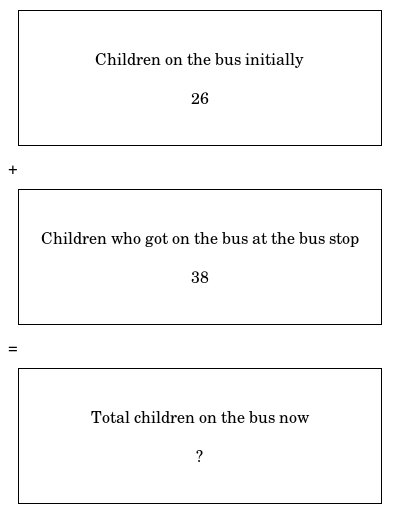 Children on the bus initially
26
+
Children who got on the bus at the bus stop
38
=
Total children on the bus now
?